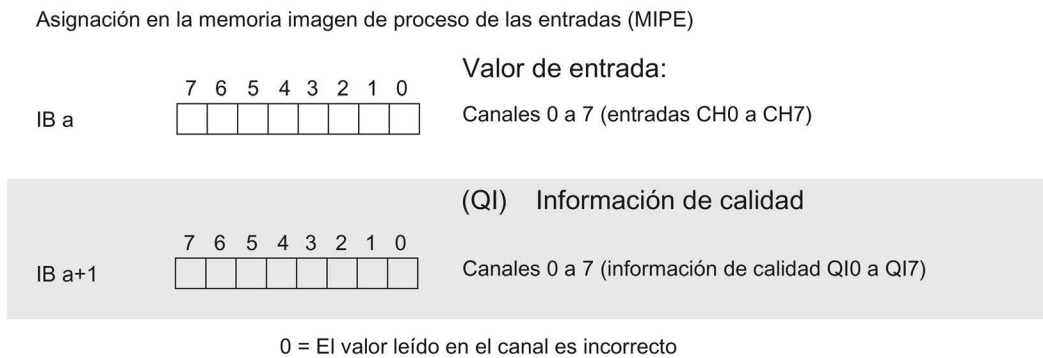 Asignación en la memoria imagen de proceso de las entradas (MIPE)
Valor de entrada:
7 6 5 4 3 2 1 0
IB a
Canales 0 a 7 (entradas CH0 a CH7)
(QI) Información de calidad
7 6 5 4 3 2 1 0
IB a+1
Canales 0 a 7 (información de calidad QI0 a QI7)
0 = El valor leído en el canal es incorrecto